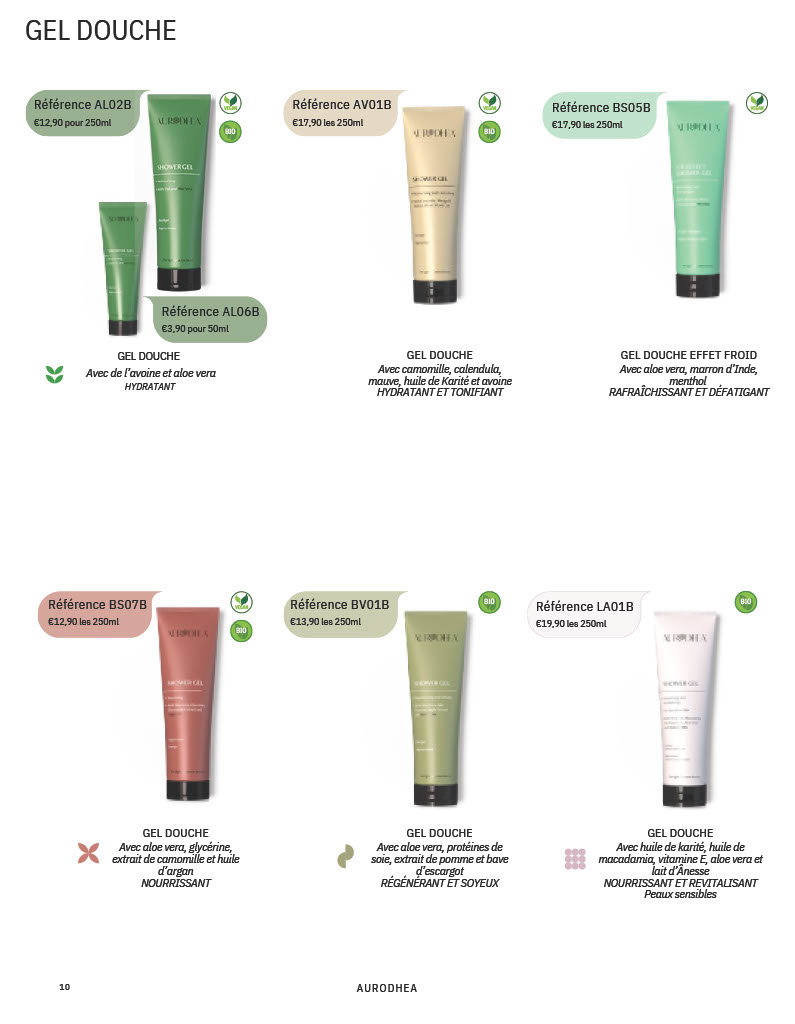 GEL DOUCHE
Référence AL02B
€12,90 pour 250ml
VEGAN
BIO
AURODHEA
SHOWER GEL
Référence AL06B
€3,90 pour 50ml
GEL DOUCHE
Avec de l'avoine et aloe vera
HYDRATANT
Référence AV01B
€17,90 les 250ml
VEGAN
BIO
AURODHEA
SHOWER GEL
GEL DOUCHE
Avec camomille, calendula,
mauve, huile de Karité et avoine
HYDRATANT ET TONIFIANT
Référence BS05B
€17,90 les 250ml
VEGAN
AURODHEA
SHOWER GEL
GEL DOUCHE EFFET FROID
Avec aloe vera, marron d'Inde,
menthol
RAFRAÎCHISSANT ET DÉFATIGANT
Référence BS07B
€12,90 les 250ml
VEGAN
BIO
AURODHEA
SHOWER GEL
GEL DOUCHE
Avec aloe vera, glycérine,
extrait de camomille et huile
d'argan
NOURRISSANT
Référence BV01B
€13,90 les 250ml
BIO
AURODHEA
SHOWER GEL
GEL DOUCHE
Avec aloe vera, protéines de
soie, extrait de pomme et bave
d'escargot
RÉGÉNÉRANT ET SOYEUX
Référence LA01B
€19,90 les 250ml
BIO
AURODHEA
SHOWER GEL
GEL DOUCHE
Avec huile de karité, huile de
macadamia, vitamine E, aloe vera et
lait d'Ânesse
NOURRISSANT ET REVITALISANT
Peaux sensibles
10
AURODHEA